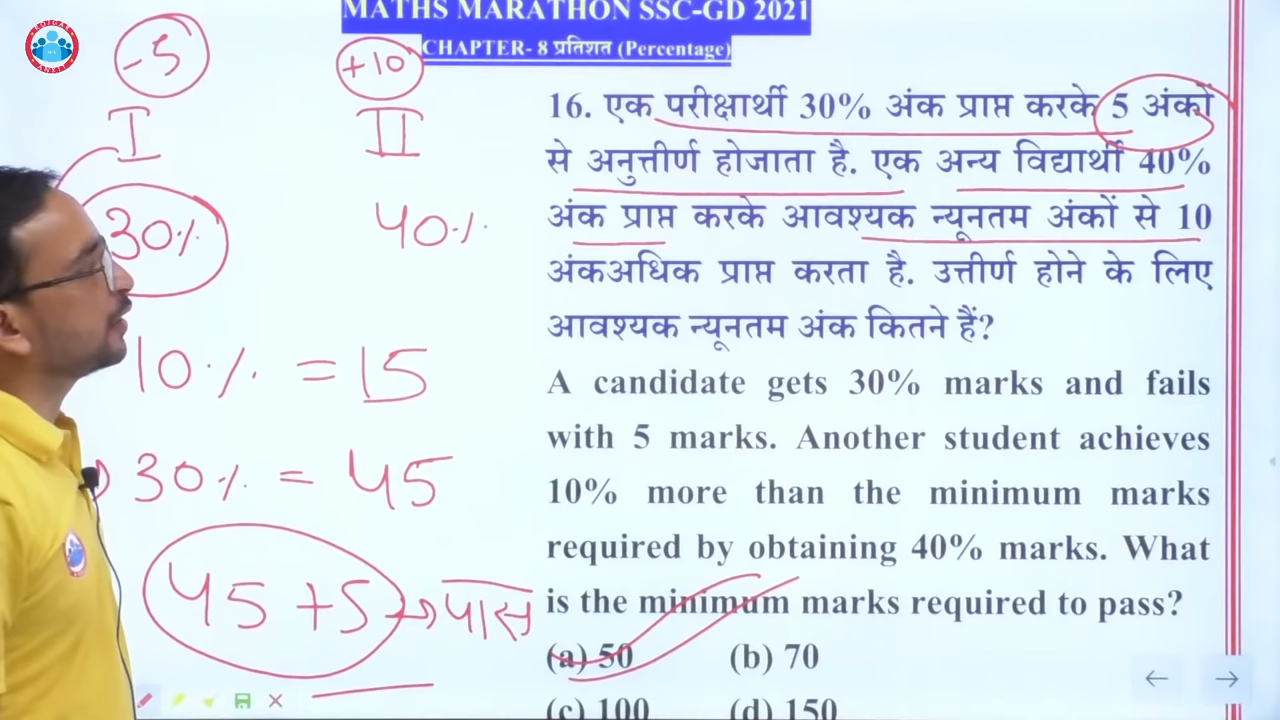 MATHS MARATHON SSC-GD 2021
CHAPTER- 8 प्रतिशत (Percentage)
ROJGAR
ANKIT
-5
+10
I
II
30%
40%
10% = 15
30% = 45
45 +5 → पास
16. एक परीक्षार्थी 30% अंक प्राप्त करके 5 अंकों
से अनुत्तीर्ण होजाता है. एक अन्य विद्यार्थी 40%
अंक प्राप्त करके आवश्यक न्यूनतम अंकों से 10
अंकअधिक प्राप्त करता है. उत्तीर्ण होने के लिए
आवश्यक न्यूनतम अंक कितने हैं?
A candidate gets 30% marks and fails
with 5 marks. Another student achieves
10% more than the minimum marks
required by obtaining 40% marks. What
is the minimum marks required to pass?
(a) 50 (b) 70
(c) 100 (d) 150